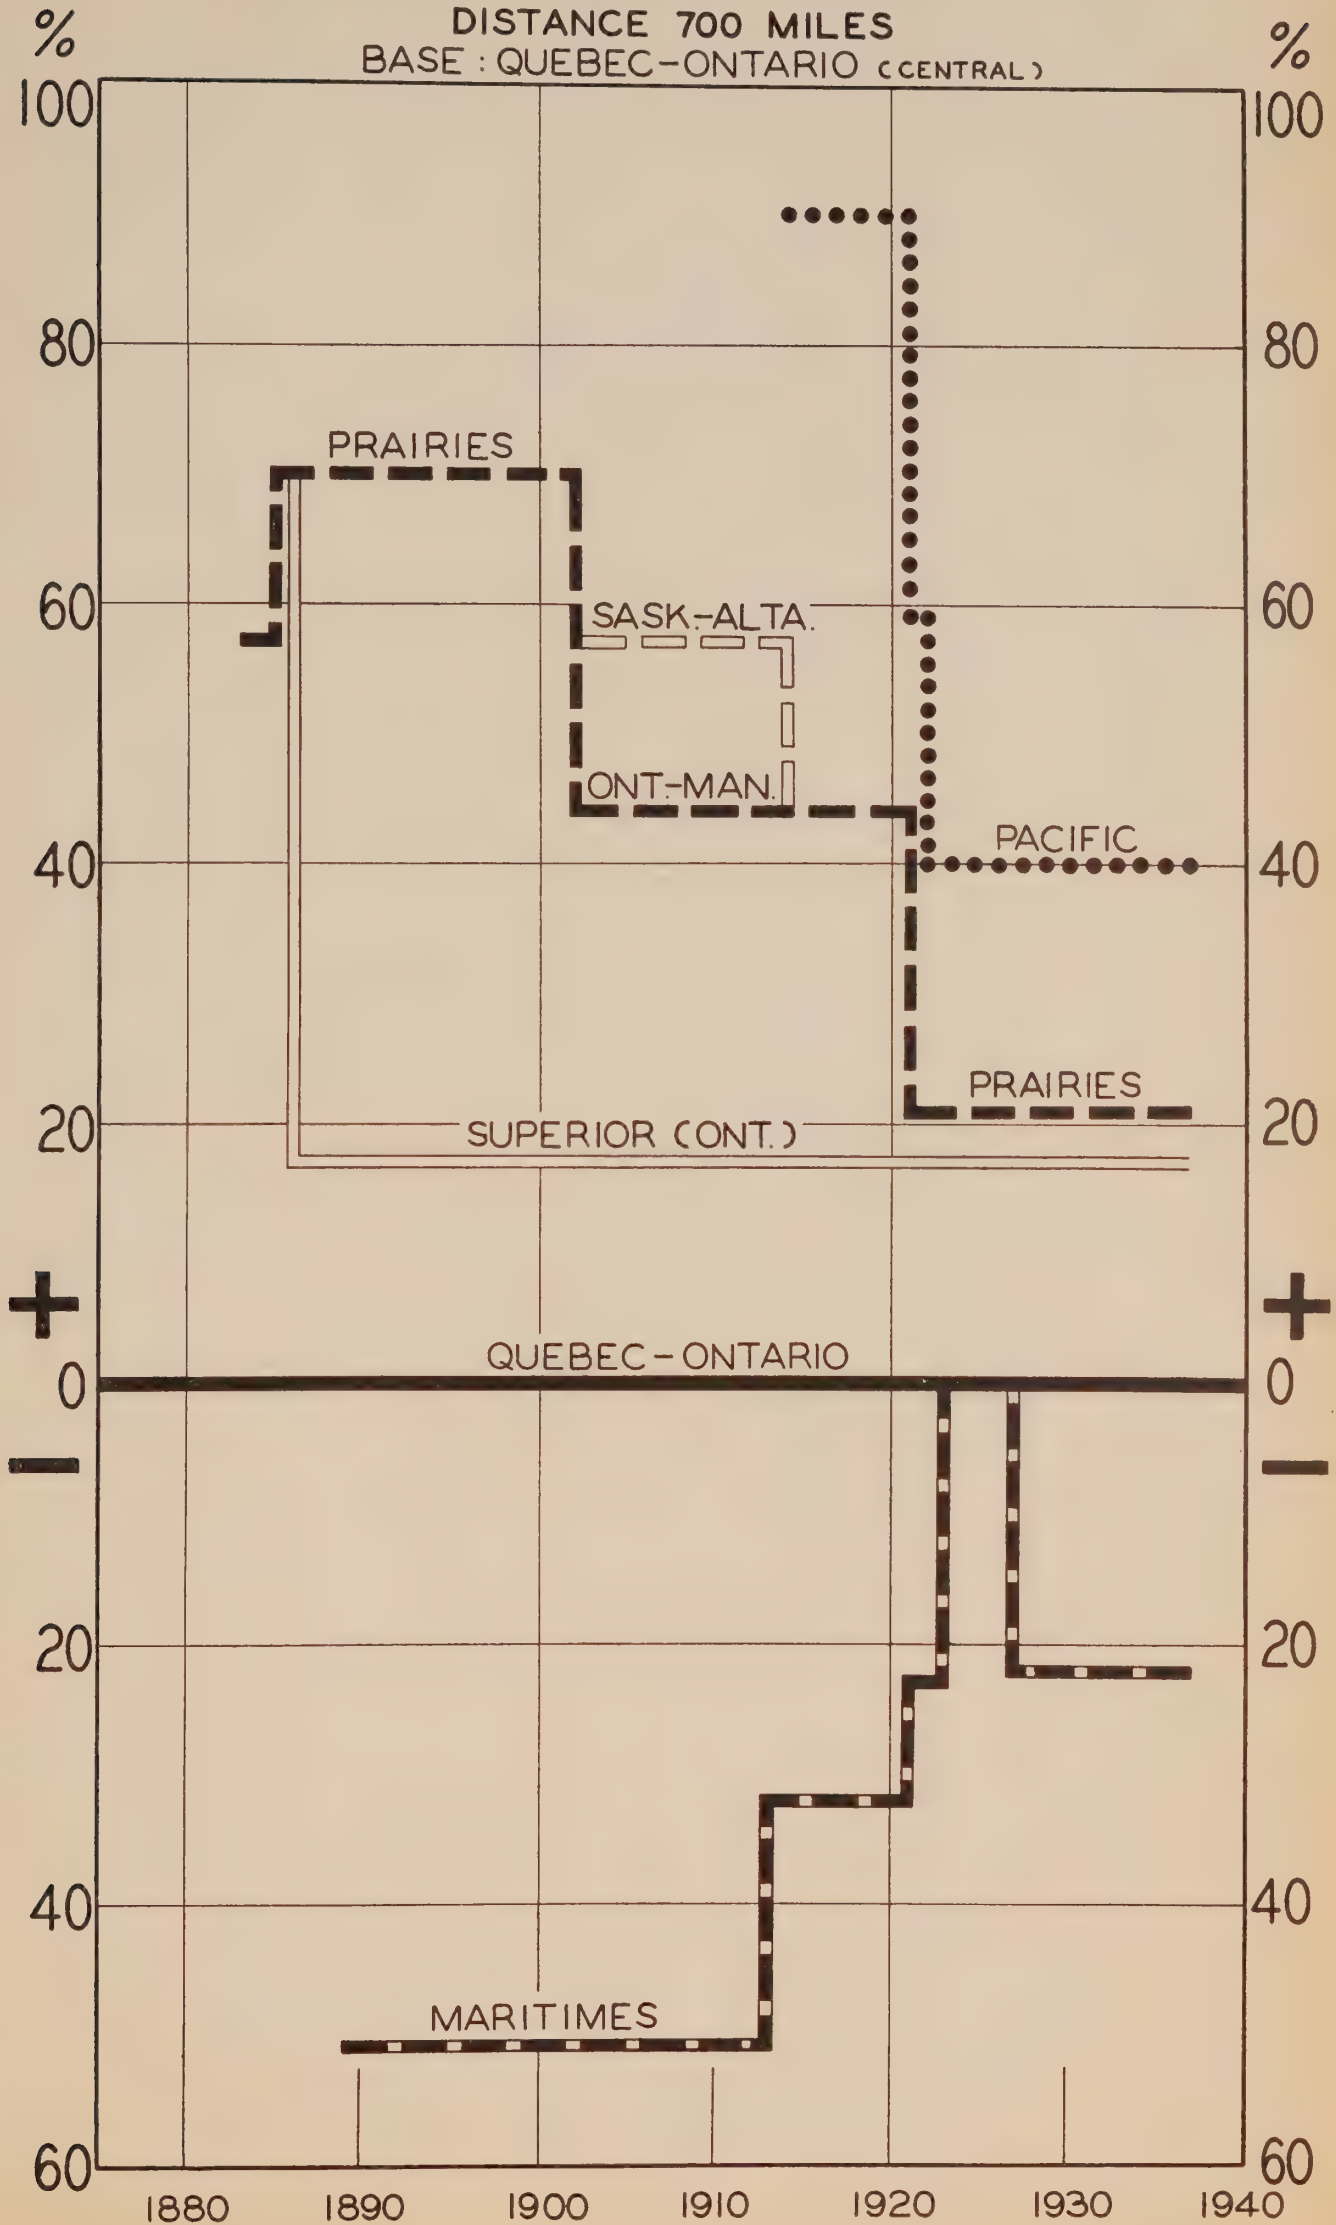 % DISTANCE 700 MILES %
BASE : QUEBEC-ONTARIO (CENTRAL)
100 100
80 80
PRAIRIES
60 SASK.-ALTA. 60
ONT.-MAN.
PACIFIC
40 40
PRAIRIES
20 SUPERIOR (ONT.) 20
+ +
QUEBEC-ONTARIO
0 0
− −
20 20
40 40
MARITIMES
60 60
1880 1890 1900 1910 1920 1930 1940